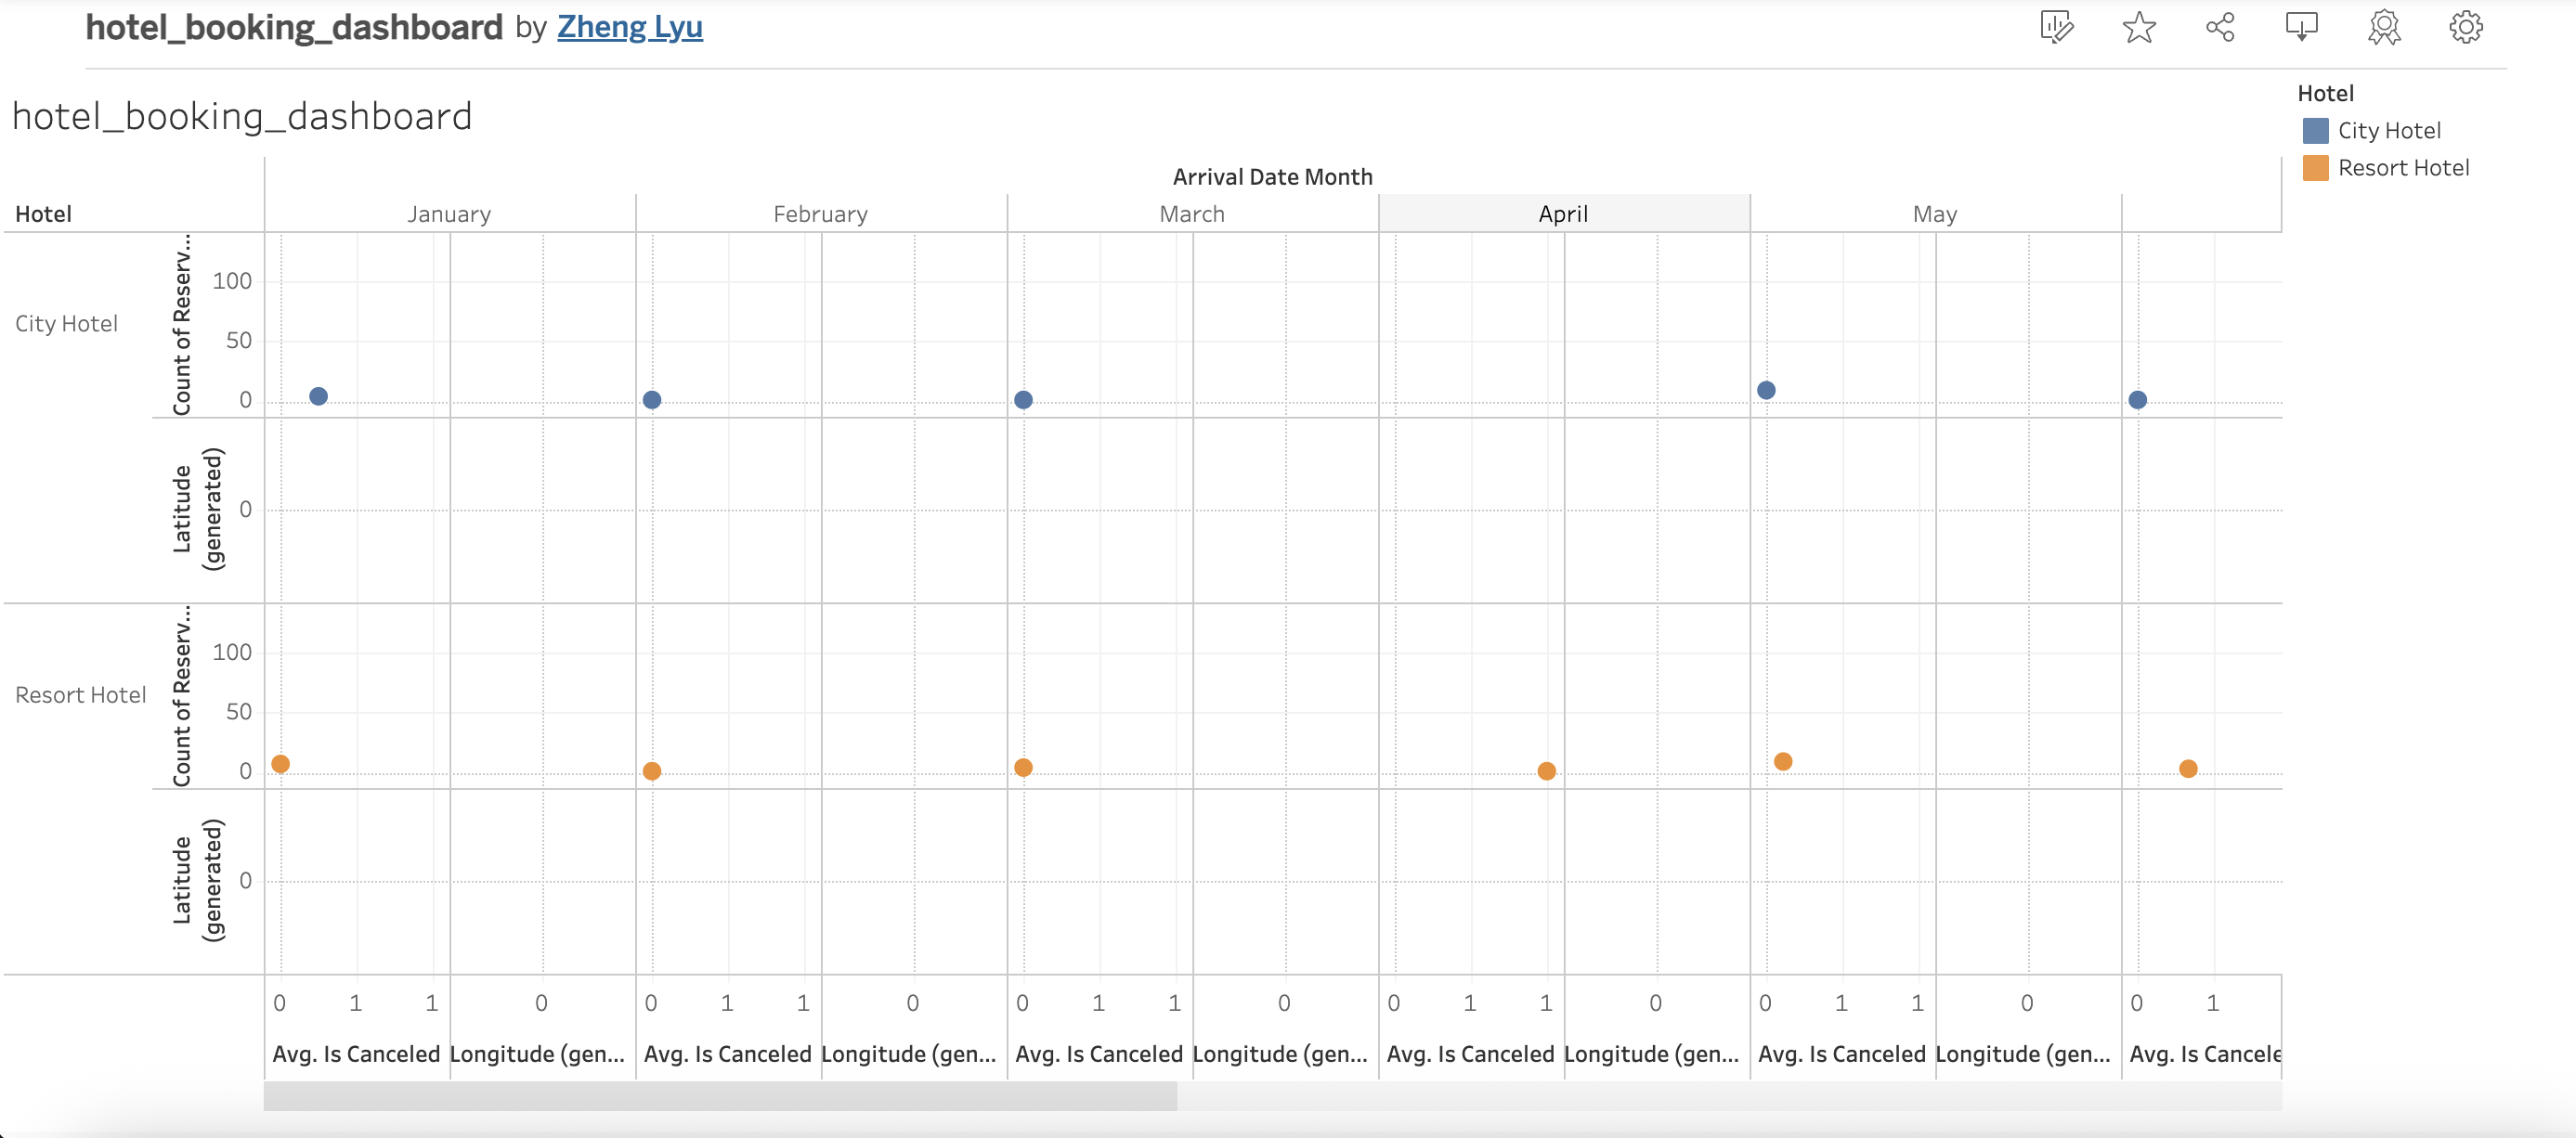 hotel_booking_dashboard by Zheng Lyu
hotel_booking_dashboard
Hotel
City Hotel
Resort Hotel
Arrival Date Month
Hotel January February March April May
City Hotel
Count of Reserv...
100
50
0
Latitude
(generated)
0
Resort Hotel
Count of Reserv...
100
50
0
Latitude
(generated)
0
0 1 1 0 0 1 1 0 0 1 1 0 0 1 1 0 0 1 1 0 0 1
Avg. Is Canceled Longitude (gen... Avg. Is Canceled Longitude (gen... Avg. Is Canceled Longitude (gen... Avg. Is Canceled Longitude (gen... Avg. Is Canceled Longitude (gen... Avg. Is Cancele